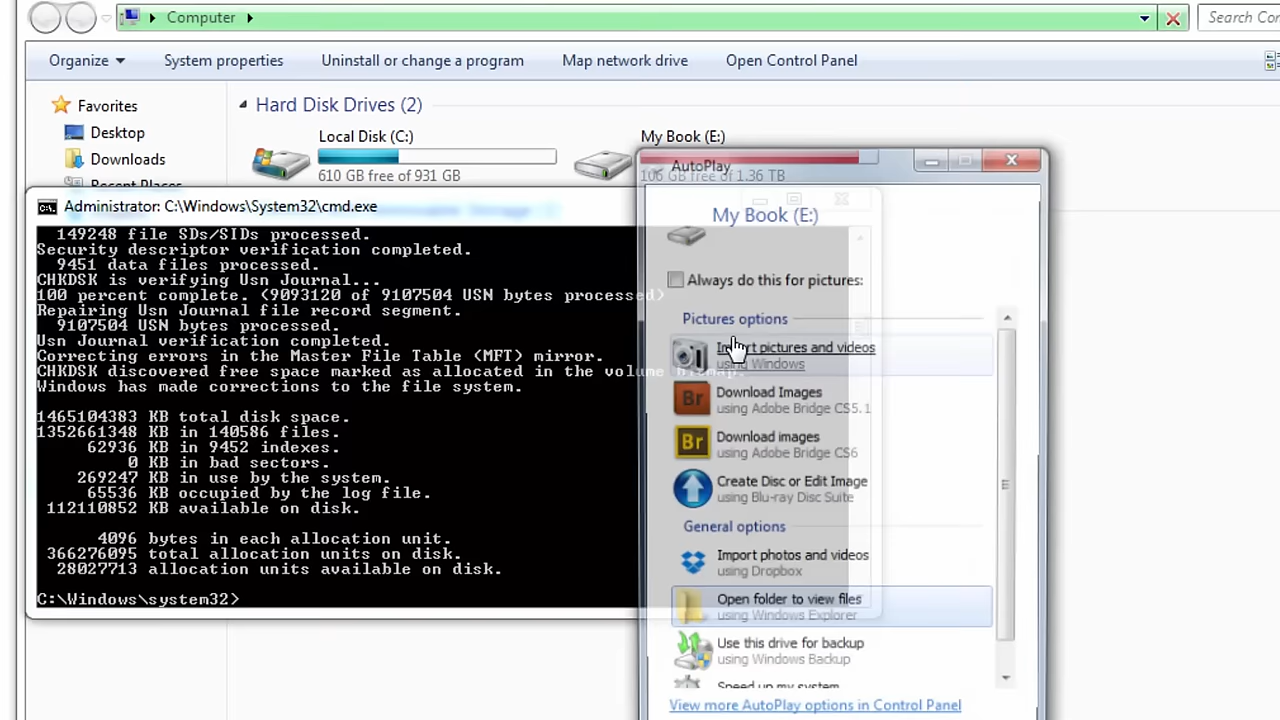 Computer
Search Con
Organize
System properties
Uninstall or change a program
Map network drive
Open Control Panel
Favorites
Desktop
Downloads
Recent Places
Hard Disk Drives (2)
Local Disk (C:)
610 GB free of 931 GB
My Book (E:)
106 GB free of 1.36 TB
Administrator: C:\Windows\System32\cmd.exe
149248 file SDs/SIDs processed.
Security descriptor verification completed.
9451 data files processed.
CHKDSK is verifying Usn Journal...
100 percent complete. (9093120 of 9107504 USN bytes processed)
Repairing Usn Journal file record segment.
9107504 USN bytes processed.
Usn Journal verification completed.
Correcting errors in the Master File Table (MFT) mirror.
CHKDSK discovered free space marked as allocated in the volume bitmap.
Windows has made corrections to the file system.
1465104383 KB total disk space.
1352661348 KB in 140586 files.
62936 KB in 9452 indexes.
0 KB in bad sectors.
269247 KB in use by the system.
65536 KB occupied by the log file.
112110852 KB available on disk.
4096 bytes in each allocation unit.
366276095 total allocation units on disk.
28027713 allocation units available on disk.
C:\Windows\system32>
AutoPlay
My Book (E:)
Always do this for pictures:
Pictures options
Import pictures and videos
using Windows
Download Images
using Adobe Bridge CS5.1
Download images
using Adobe Bridge CS6
Create Disc or Edit Image
using Blu-ray Disc Suite
General options
Import photos and videos
using Dropbox
Open folder to view files
using Windows Explorer
Use this drive for backup
using Windows Backup
Speed up my system
View more AutoPlay options in Control Panel